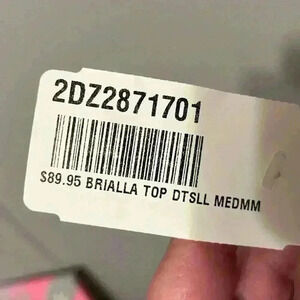 2DZ2871701
$89.95 BRIALLA TOP DTSLL MEDMM